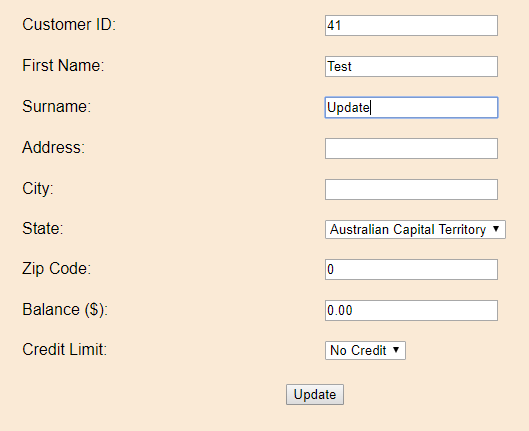 Customer ID: 41
First Name: Test
Surname: Update
Address:
City:
State: Australian Capital Territory
Zip Code: 0
Balance ($): 0.00
Credit Limit: No Credit
Update